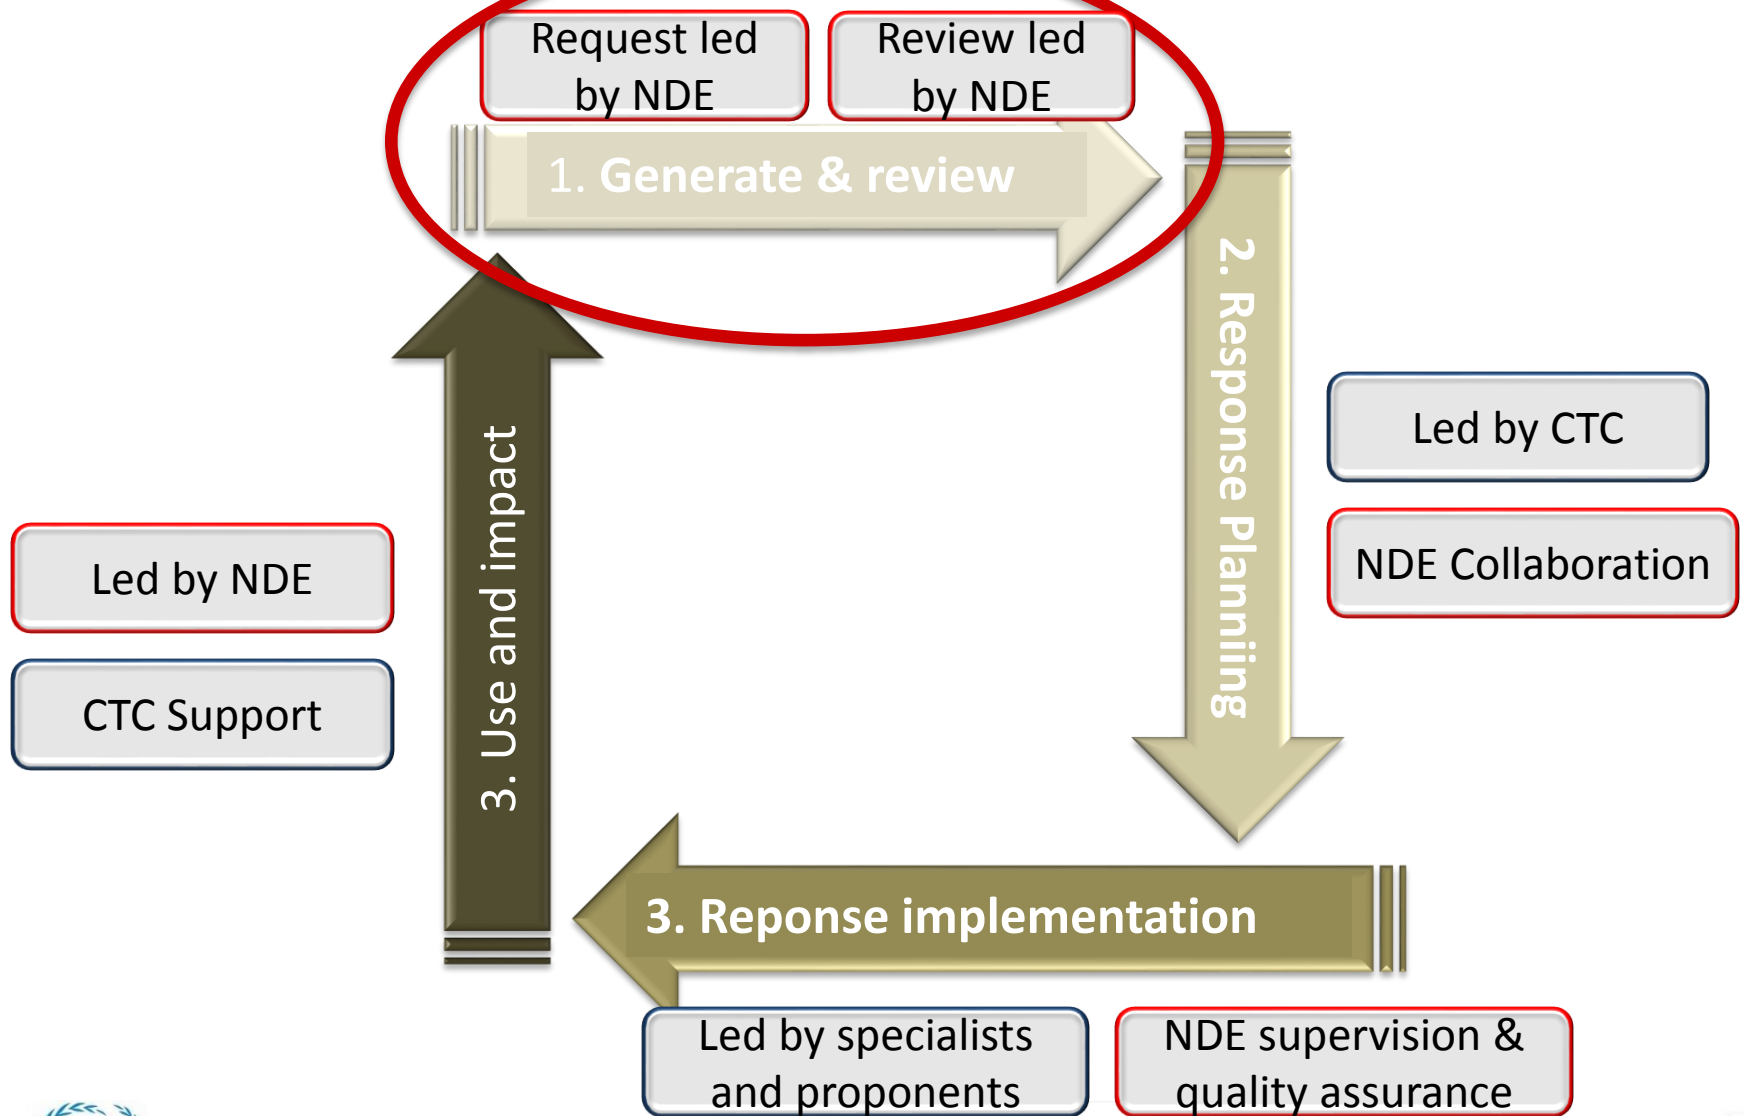 Request led
by NDE
Review led
by NDE
1. Generate & review
2. Response Planniing
Led by CTC
NDE Collaboration
3. Use and impact
Led by NDE
CTC Support
3. Reponse implementation
Led by specialists
and proponents
NDE supervision &
quality assurance